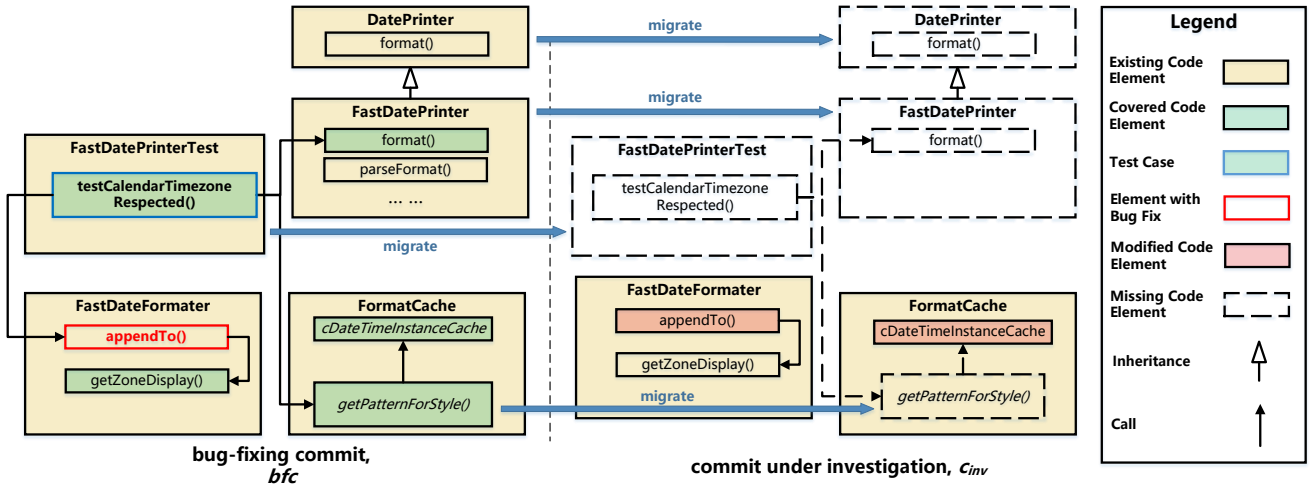 DatePrinter
format()
migrate
DatePrinter
format()
FastDatePrinter
format()
parseFormat()
... ...
migrate
FastDatePrinter
format()
FastDatePrinterTest
testCalendarTimezone
Respected()
migrate
FastDatePrinterTest
testCalendarTimezone
Respected()
FastDateFormater
appendTo()
getZoneDisplay()
FormatCache
cDateTimeInstanceCache
getPatternForStyle()
migrate
FastDateFormater
appendTo()
getZoneDisplay()
FormatCache
cDateTimeInstanceCache
getPatternForStyle()
bug-fixing commit,
bfc
commit under investigation, cinv
Legend
Existing Code
Element
Covered Code
Element
Test Case
Element with
Bug Fix
Modified Code
Element
Missing Code
Element
Inheritance
Call